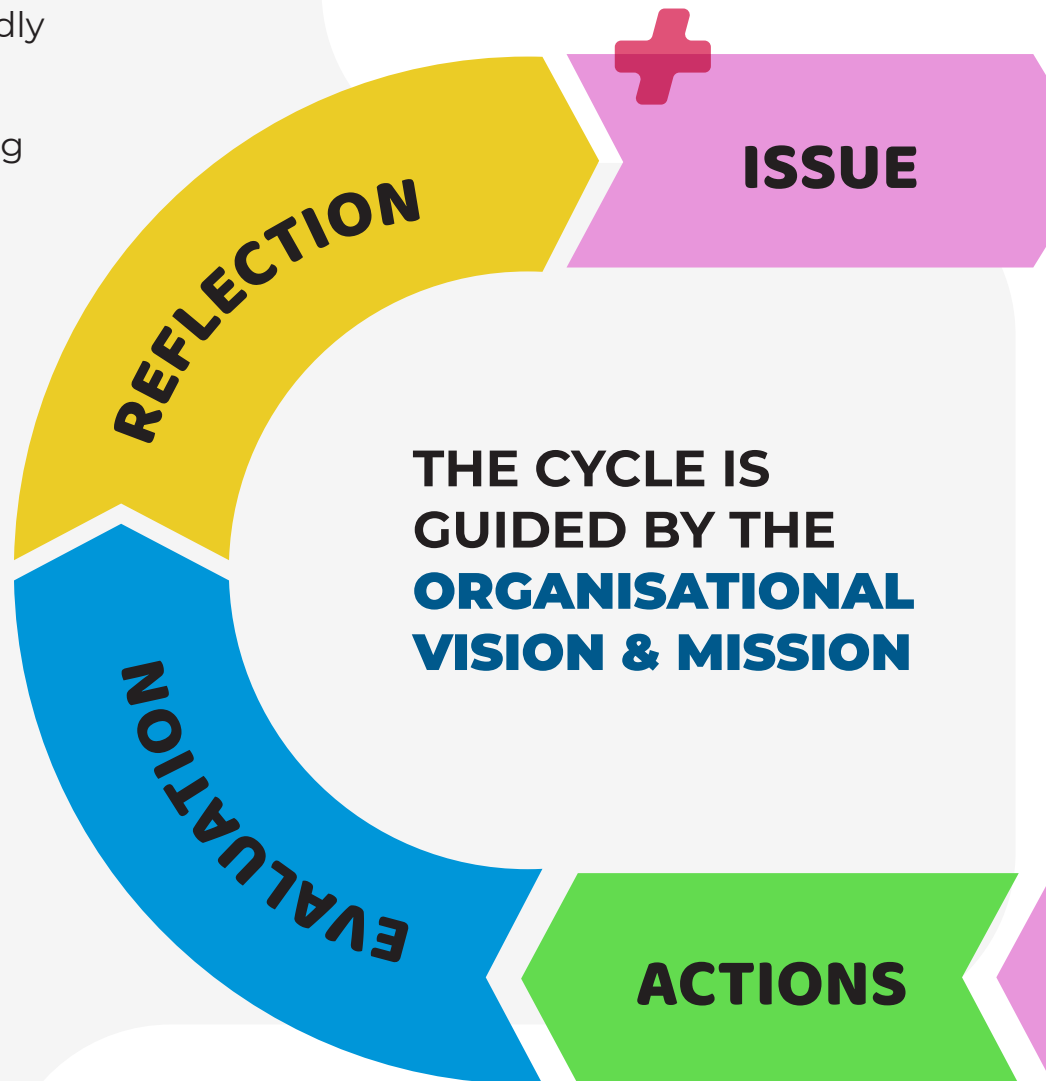 g
REFLECTION
ISSUE
THE CYCLE IS
GUIDED BY THE
ORGANISATIONAL
VISION & MISSION
EVALUATION
ACTIONS